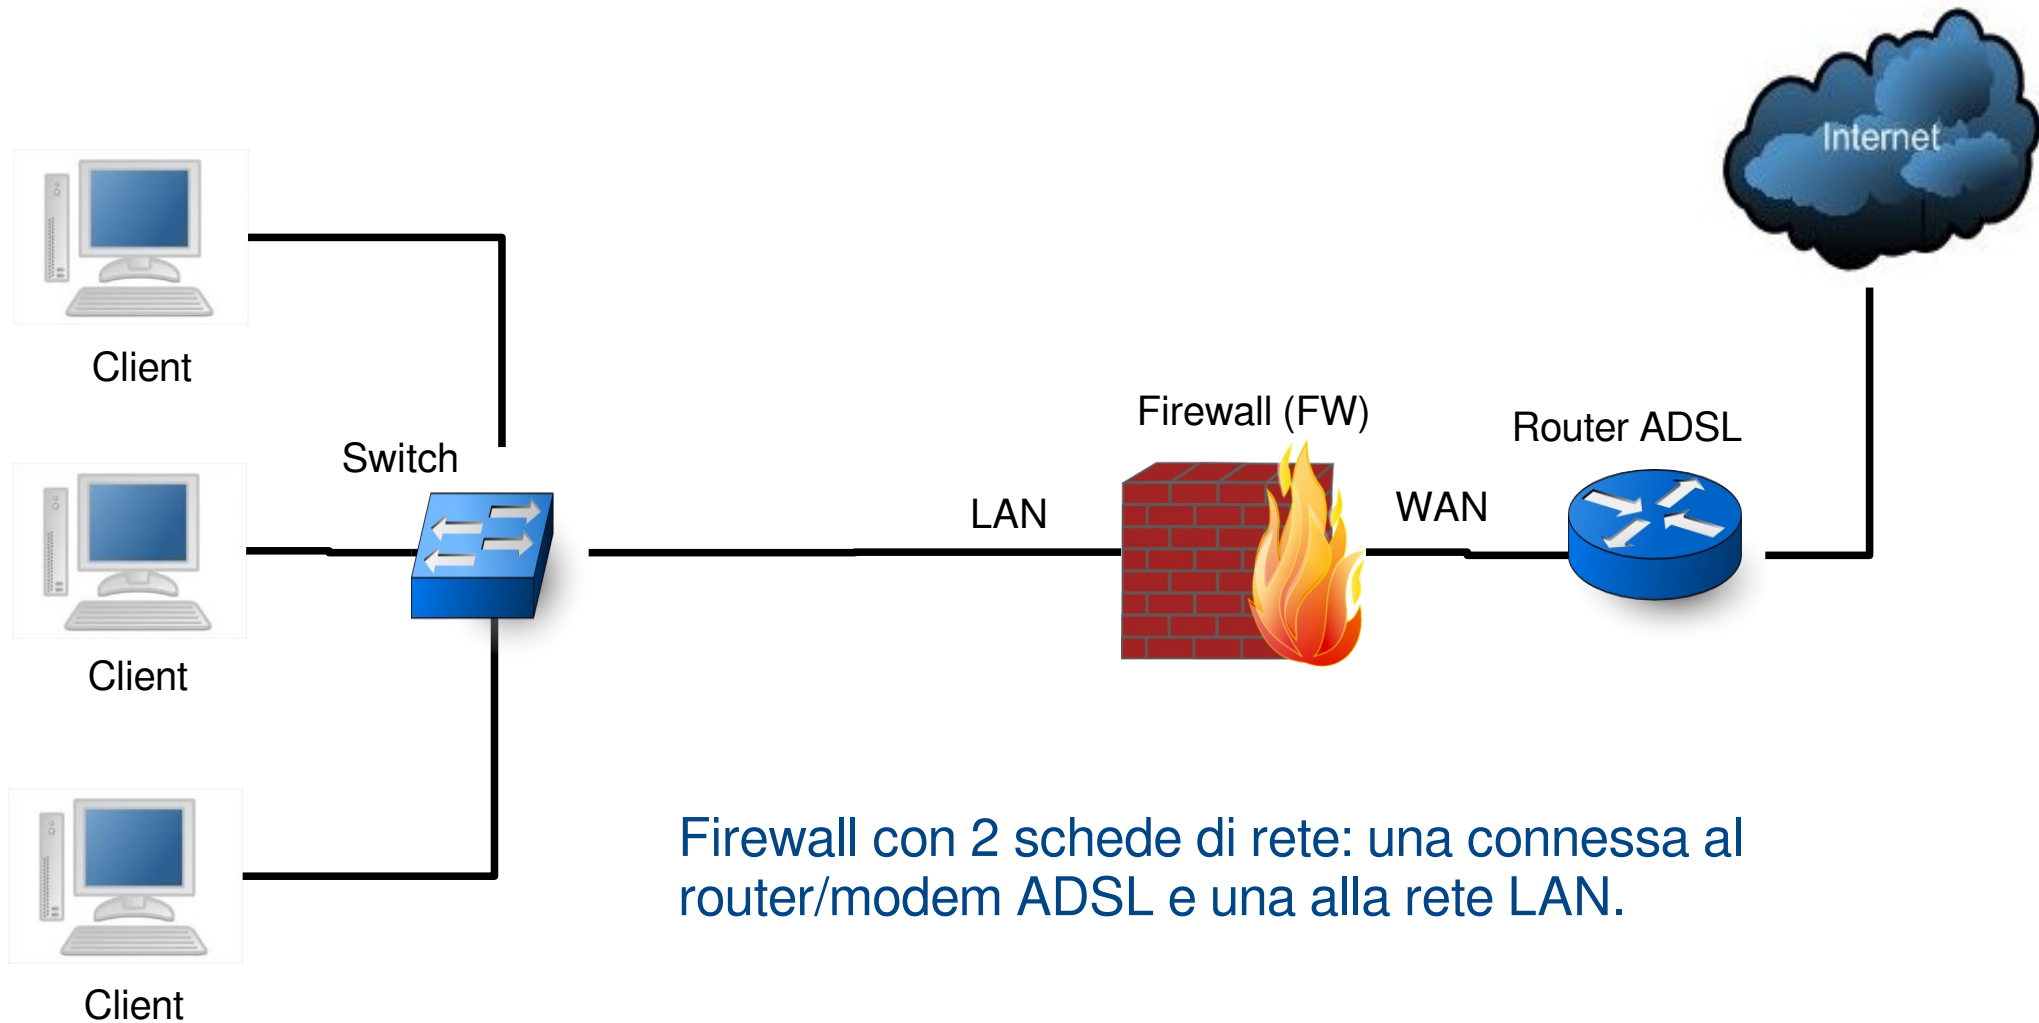 Internet
Client
Firewall (FW)
Router ADSL
Switch
LAN
WAN
Client
Firewall con 2 schede di rete: una connessa al
router/modem ADSL e una alla rete LAN.
Client